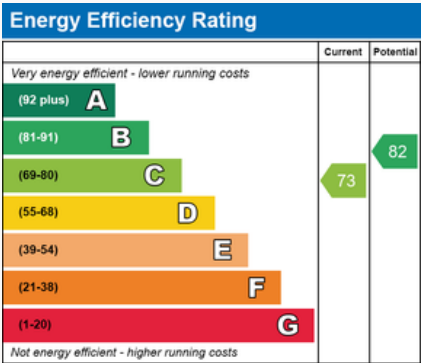 Energy Efficiency Rating
Current Potential
Very energy efficient - lower running costs
(92 plus) A
(81-91) B
(69-80) C
(55-68) D
(39-54) E
(21-38) F
(1-20) G
82
73
Not energy efficient - higher running costs